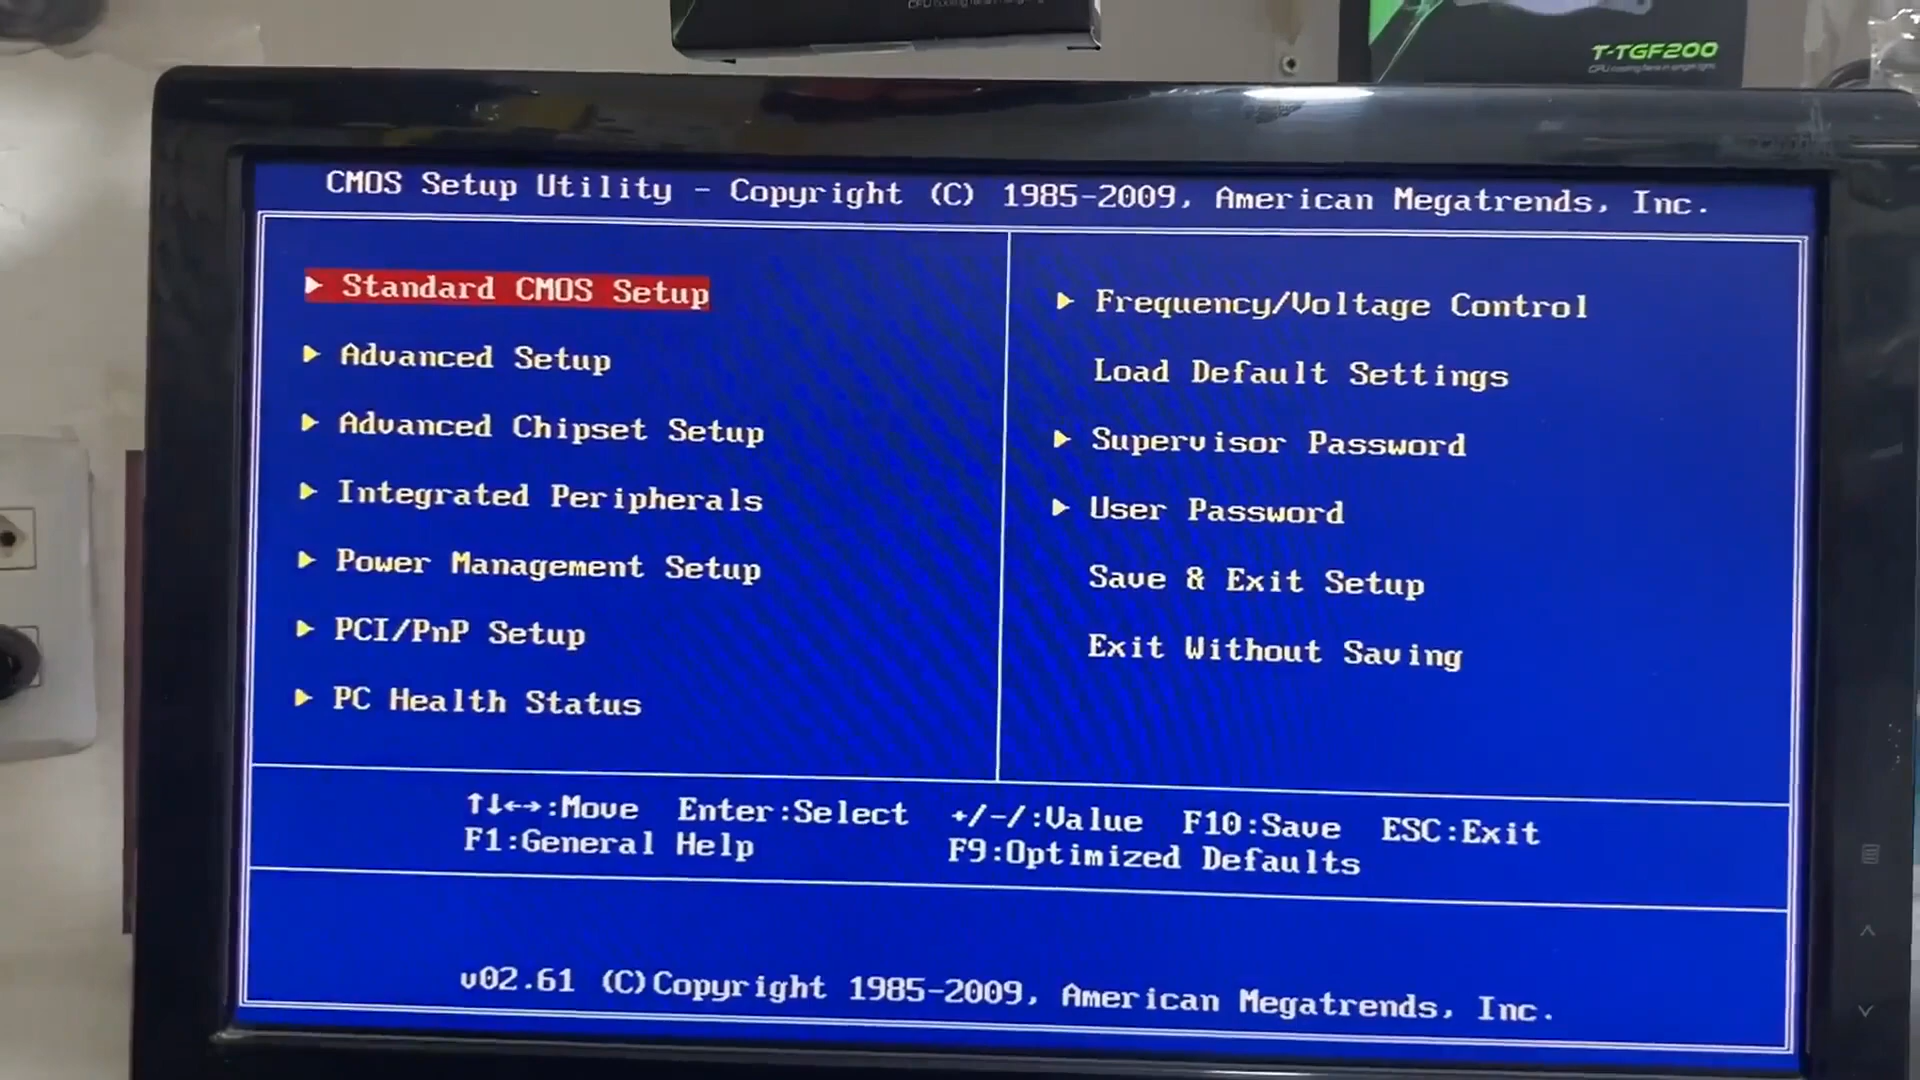 T-TGF200
CMOS Setup Utility - Copyright (C) 1985-2009, American Megatrends, Inc.
▶ Standard CMOS Setup
▶ Advanced Setup
▶ Advanced Chipset Setup
▶ Integrated Peripherals
▶ Power Management Setup
▶ PCI/PnP Setup
▶ PC Health Status
▶ Frequency/Voltage Control
Load Default Settings
▶ Supervisor Password
▶ User Password
Save & Exit Setup
Exit Without Saving
↑↓←→:Move Enter:Select +/-/:Value F10:Save ESC:Exit
F1:General Help F9:Optimized Defaults
v02.61 (C)Copyright 1985-2009, American Megatrends, Inc.